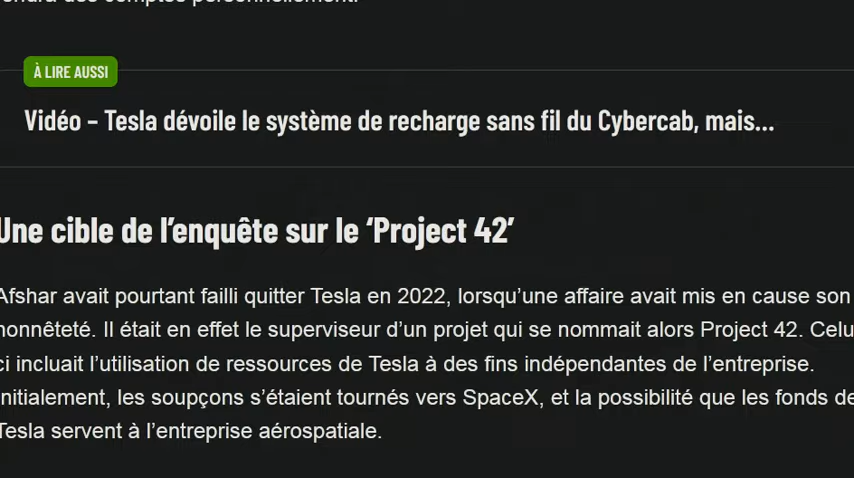 À LIRE AUSSI
Vidéo – Tesla dévoile le système de recharge sans fil du Cybercab, mais...
Une cible de l’enquête sur le ‘Project 42’
Afshar avait pourtant failli quitter Tesla en 2022, lorsqu’une affaire avait mis en cause son
honnêteté. Il était en effet le superviseur d’un projet qui se nommait alors Project 42. Celu
ci incluait l’utilisation de ressources de Tesla à des fins indépendantes de l’entreprise.
Initialement, les soupçons s’étaient tournés vers SpaceX, et la possibilité que les fonds de
Tesla servent à l’entreprise aérospatiale.